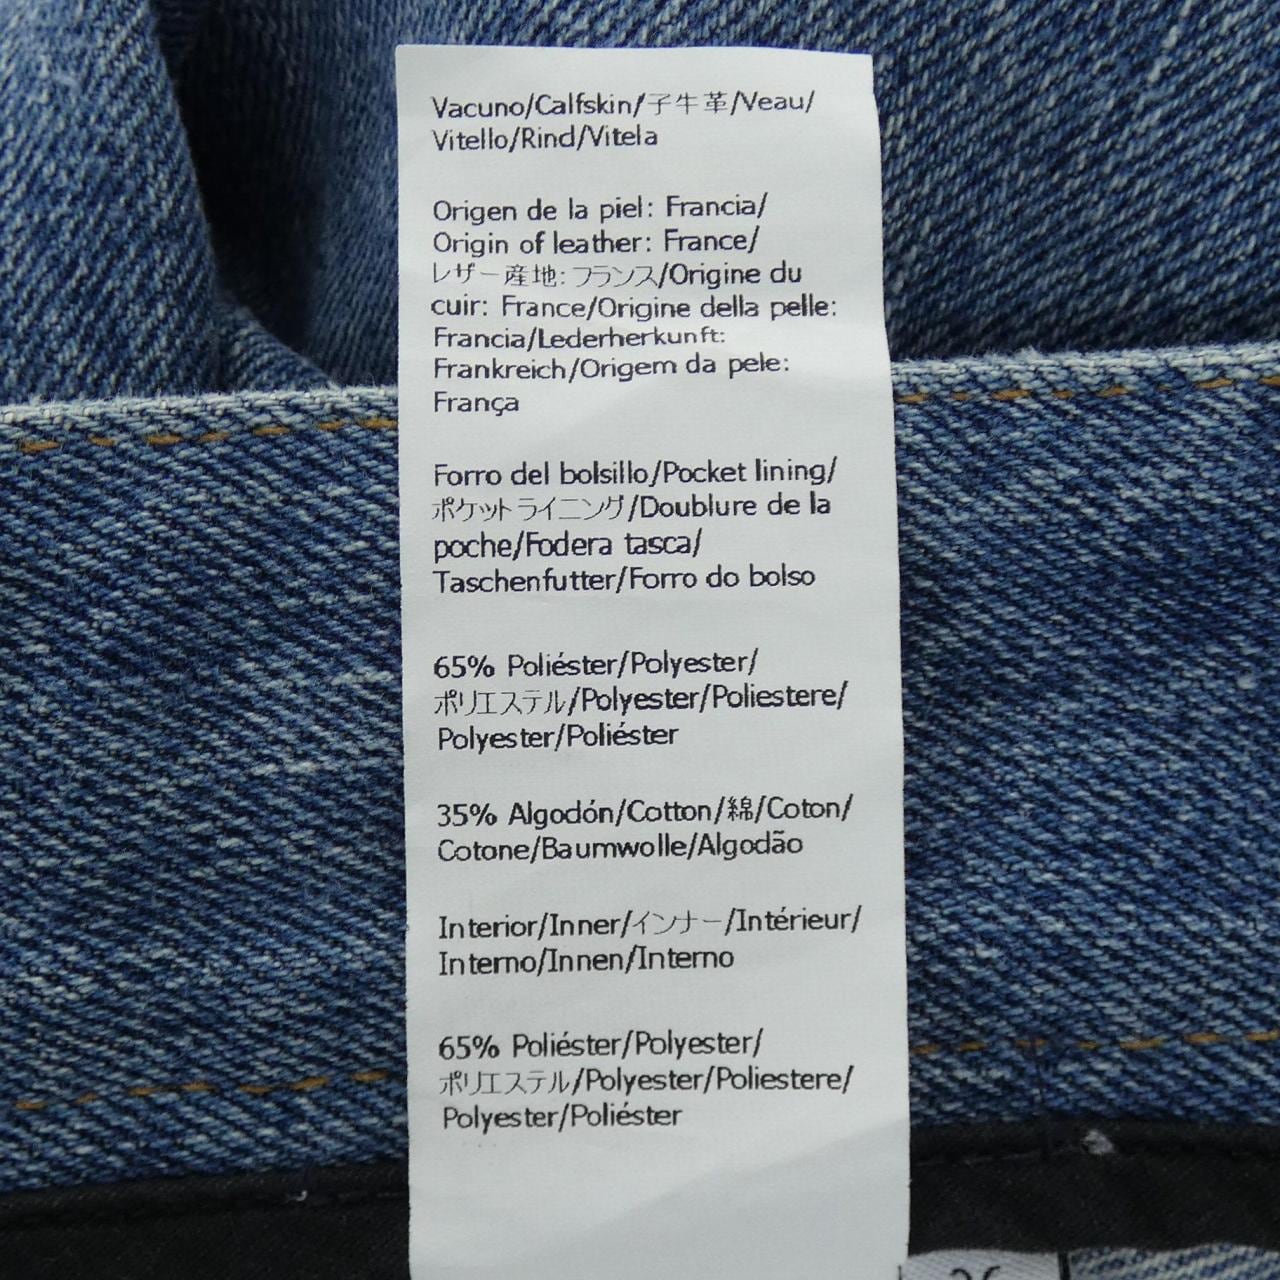 Vacuno/Calfskin/子牛革/Veau/
Vitello/Rind/Vitela
Origen de la piel: Francia/
Origin of leather: France/
レザー産地: フランス/Origine du
cuir: France/Origine della pelle:
Francia/Lederherkunft:
Frankreich/Origem da pele:
França
Forro del bolsillo/Pocket lining/
ポケットライニング/Doublure de la
poche/Fodera tasca/
Taschenfutter/Forro do bolso
65% Poliéster/Polyester/
ポリエステル/Polyester/Poliestere/
Polyester/Poliéster
35% Algodón/Cotton/綿/Coton/
Cotone/Baumwolle/Algodão
Interior/Inner/インナー/Intérieur/
Interno/Innen/Interno
65% Poliéster/Polyester/
ポリエステル/Polyester/Poliestere/
Polyester/Poliéster